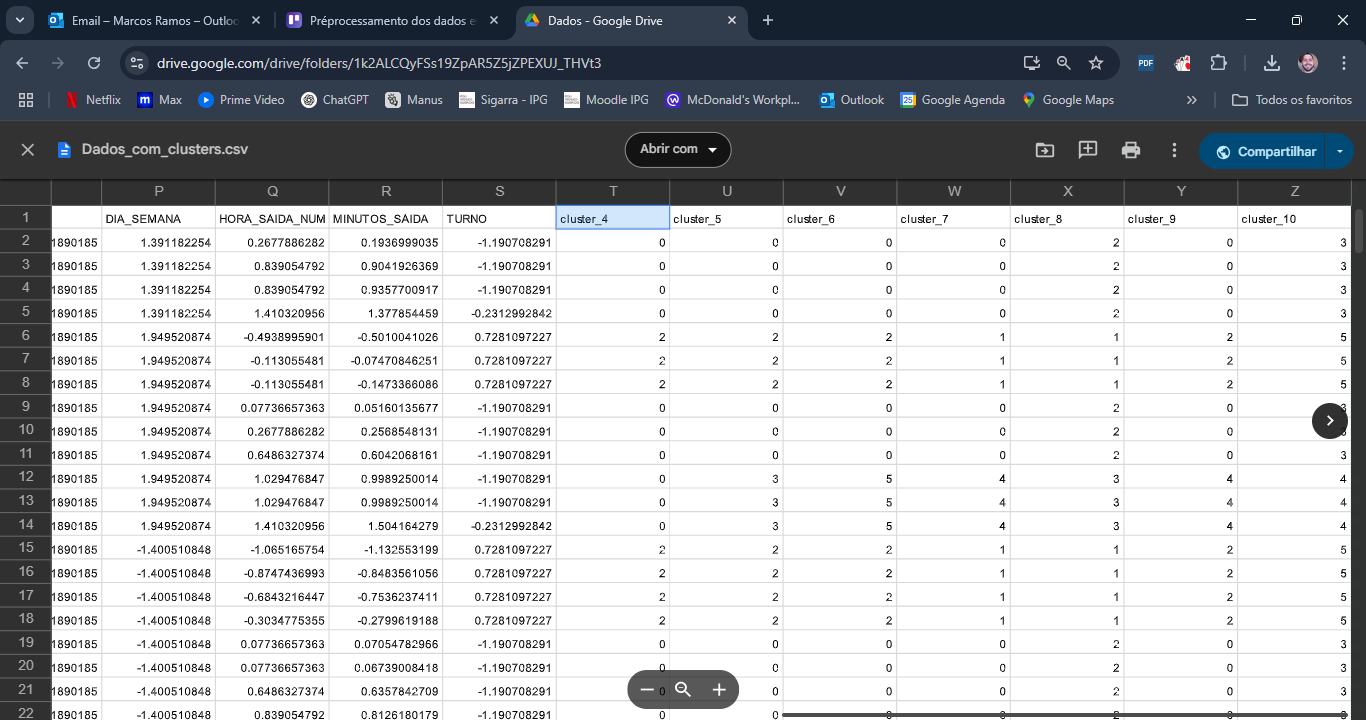 Email – Marcos Ramos – Outlo
Préprocessamento dos dados e
Dados - Google Drive
drive.google.com/drive/folders/1k2ALCQyFSs19ZpAR5Z5jZPEXUJ_THVt3
PDF
Netflix Max Prime Video ChatGPT Manus Sigarra - IPG Moodle IPG McDonald's Workpl... Outlook Google Agenda Google Maps » Todos os favoritos
Dados_com_clusters.csv Abrir com Compartilhar
P Q R S T U V W X Y Z
1 DIA_SEMANA HORA_SAIDA_NUM MINUTOS_SAIDA TURNO cluster_4 cluster_5 cluster_6 cluster_7 cluster_8 cluster_9 cluster_10
2 1890185 1.391182254 0.2677886282 0.1936999035 -1.190708291 0 0 0 0 2 0 3
3 1890185 1.391182254 0.839054792 0.9041926369 -1.190708291 0 0 0 0 2 0 3
4 1890185 1.391182254 0.839054792 0.9357700917 -1.190708291 0 0 0 0 2 0 3
5 1890185 1.391182254 1.410320956 1.377854459 -0.2312992842 0 0 0 0 2 0 3
6 1890185 1.949520874 -0.4938995901 -0.5010041026 0.7281097227 2 2 2 1 1 2 5
7 1890185 1.949520874 -0.113055481 -0.07470846251 0.7281097227 2 2 2 1 1 2 5
8 1890185 1.949520874 -0.113055481 -0.1473366086 0.7281097227 2 2 2 1 1 2 5
9 1890185 1.949520874 0.07736657363 0.05160135677 -1.190708291 0 0 0 0 2 0 3
10 1890185 1.949520874 0.2677886282 0.2568548131 -1.190708291 0 0 0 0 2 0 3
11 1890185 1.949520874 0.6486327374 0.6042068161 -1.190708291 0 0 0 0 2 0 3
12 1890185 1.949520874 1.029476847 0.9989250014 -1.190708291 0 3 5 4 3 4 4
13 1890185 1.949520874 1.029476847 0.9989250014 -1.190708291 0 3 5 4 3 4 4
14 1890185 1.949520874 1.410320956 1.504164279 -0.2312992842 0 3 5 4 3 4 4
15 1890185 -1.400510848 -1.065165754 -1.132553199 0.7281097227 2 2 2 1 1 2 5
16 1890185 -1.400510848 -0.8747436993 -0.8483561056 0.7281097227 2 2 2 1 1 2 5
17 1890185 -1.400510848 -0.6843216447 -0.7536237411 0.7281097227 2 2 2 1 1 2 5
18 1890185 -1.400510848 -0.3034775355 -0.2799619188 0.7281097227 2 2 2 1 1 2 5
19 1890185 -1.400510848 0.07736657363 0.07054782966 -1.190708291 0 0 0 0 2 0 3
20 1890185 -1.400510848 0.07736657363 0.06739008418 -1.190708291 0 0 0 0 2 0 3
21 1890185 -1.400510848 0.6486327374 0.6357842709 -1.190708291 0 0 0 0 2 0 3
22 1890185 -1.400510848 0.839054792 0.8126180179 -1.190708291 0 0 0 0 2 0 3